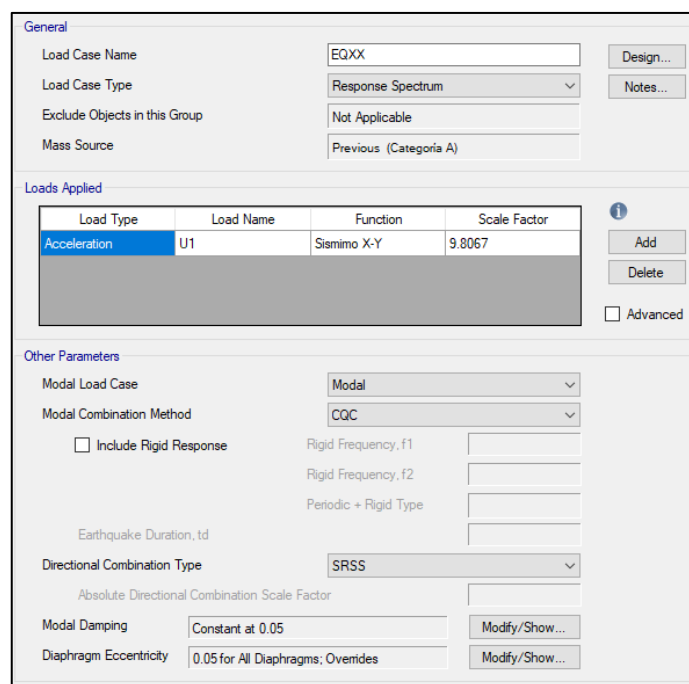 General
Load Case Name EQXX Design...
Load Case Type Response Spectrum Notes...
Exclude Objects in this Group Not Applicable
Mass Source Previous (Categoría A)
Loads Applied
Load Type Load Name Function Scale Factor
Acceleration U1 Sismimo X-Y 9.8067 Add
Delete
Advanced
Other Parameters
Modal Load Case Modal
Modal Combination Method CQC
Include Rigid Response Rigid Frequency, f1
Rigid Frequency, f2
Periodic + Rigid Type
Earthquake Duration, td
Directional Combination Type SRSS
Absolute Directional Combination Scale Factor
Modal Damping Constant at 0.05 Modify/Show...
Diaphragm Eccentricity 0.05 for All Diaphragms; Overrides Modify/Show...